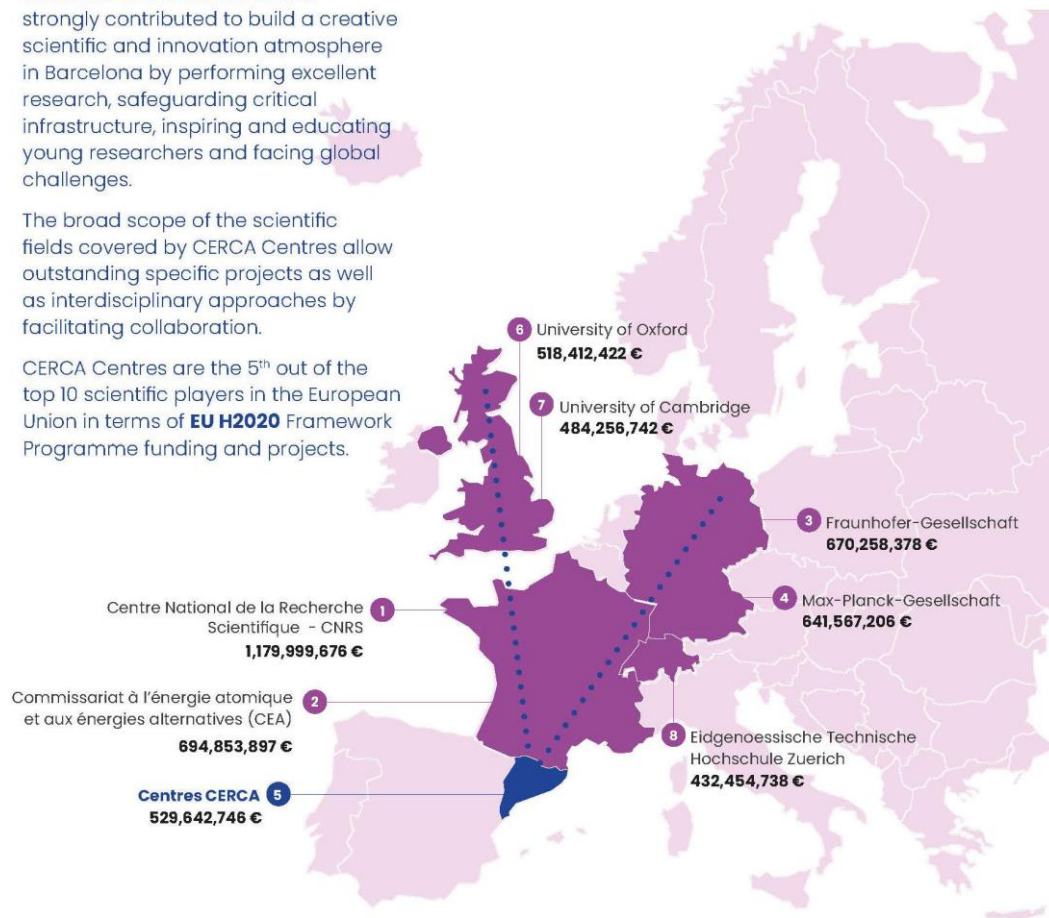 strongly contributed to build a creative
scientific and innovation atmosphere
in Barcelona by performing excellent
research, safeguarding critical
infrastructure, inspiring and educating
young researchers and facing global
challenges.
The broad scope of the scientific
fields covered by CERCA Centres allow
outstanding specific projects as well
as interdisciplinary approaches by
facilitating collaboration.
CERCA Centres are the 5th out of the
top 10 scientific players in the European
Union in terms of EU H2020 Framework
Programme funding and projects.
6 University of Oxford
518,412,422 €
7 University of Cambridge
484,256,742 €
3 Fraunhofer-Gesellschaft
670,258,378 €
4 Max-Planck-Gesellschaft
641,567,206 €
Centre National de la Recherche 1
Scientifique - CNRS
1,179,999,676 €
Commissariat à l'énergie atomique 2
et aux énergies alternatives (CEA)
694,853,897 €
8 Eidgenoessische Technische
Hochschule Zuerich
432,454,738 €
Centres CERCA 5
529,642,746 €